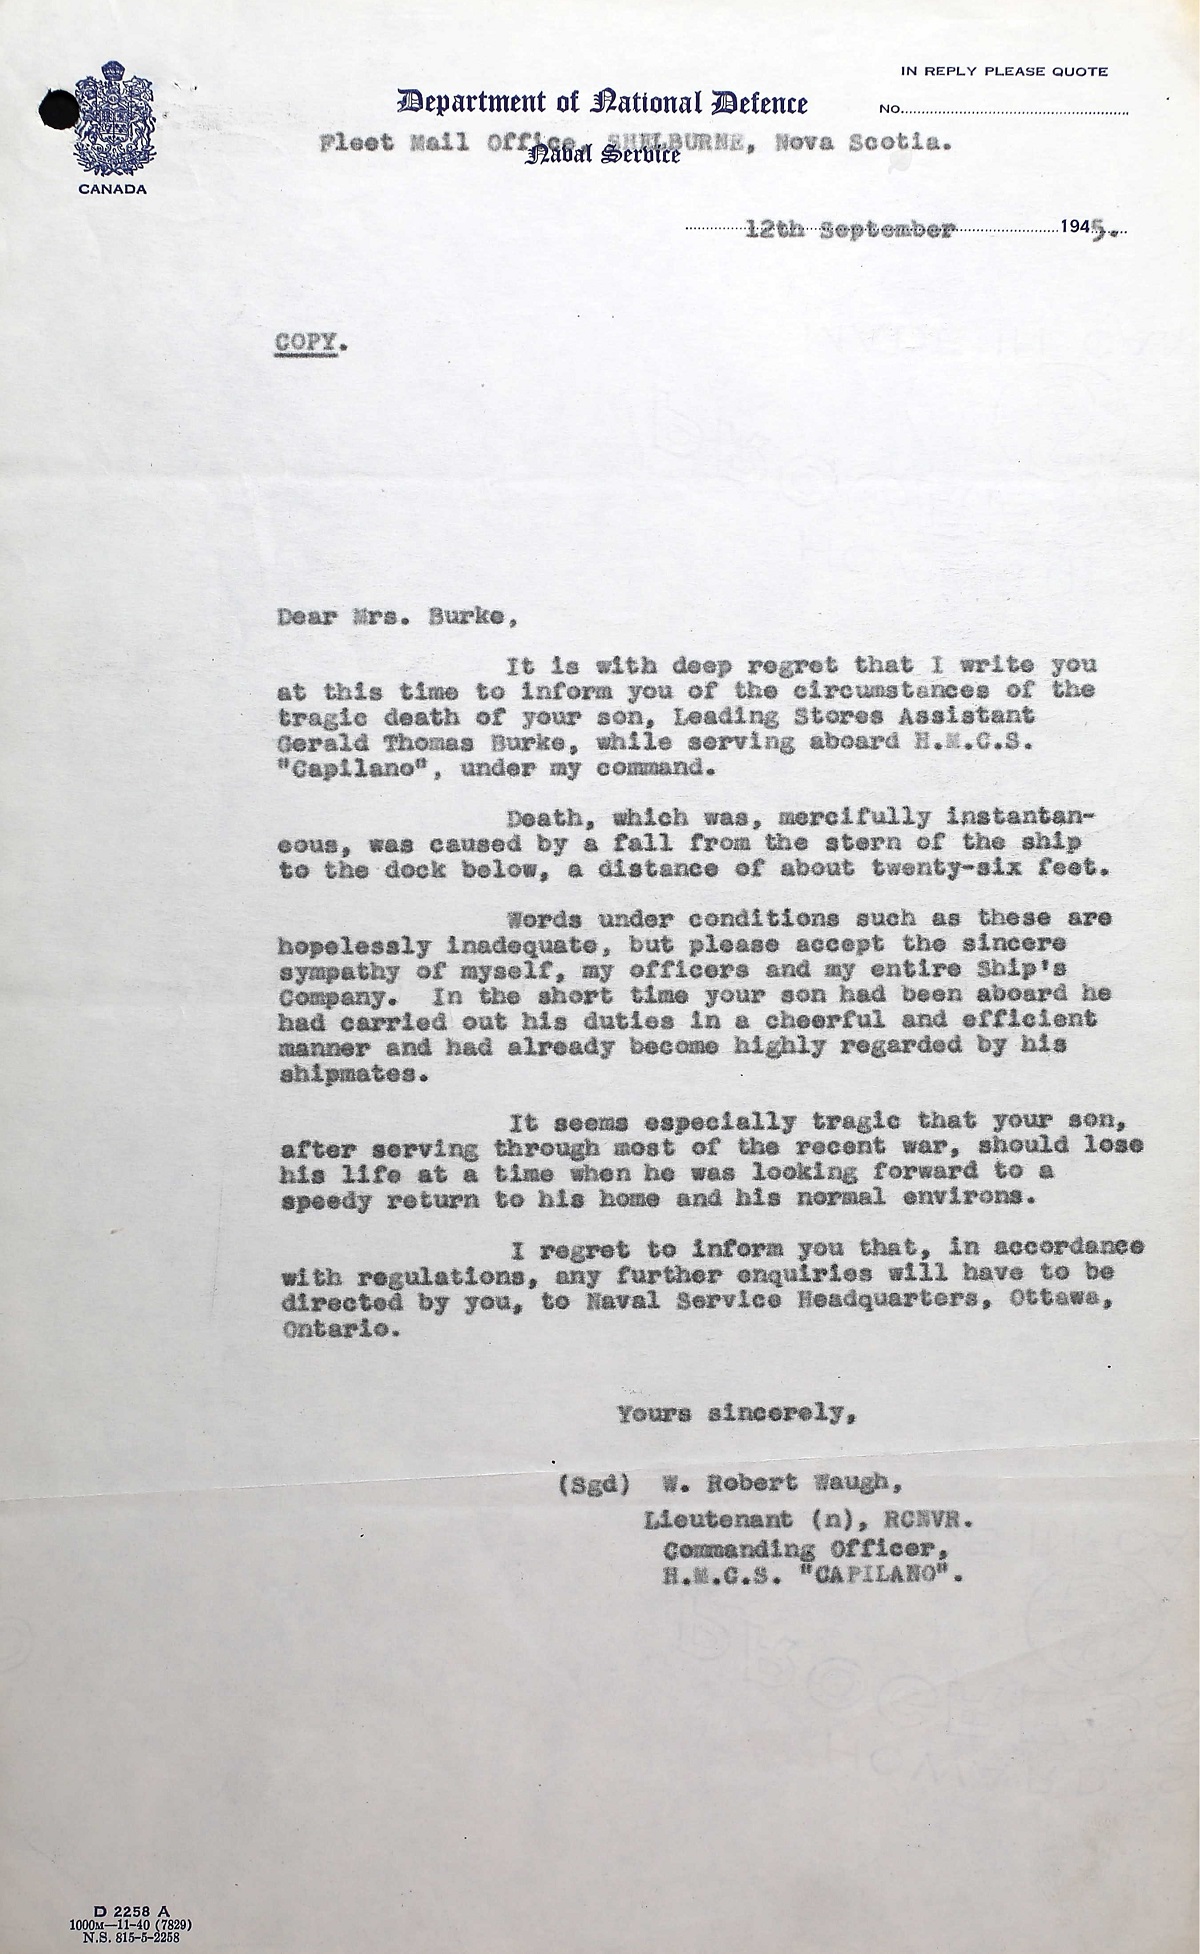 IN REPLY PLEASE QUOTE
Department of National Defence
No.
Fleet Mail Office, SHELBURNE, Nova Scotia.
Naval Service
CANADA
12th September 1945.
COPY.
Dear Mrs. Burke,
It is with deep regret that I write you
at this time to inform you of the circumstances of the
tragic death of your son, Leading Stores Assistant
Gerald Thomas Burke, while serving aboard H.M.C.S.
"Capilano", under my command.
Death, which was, mercifully instantan-
eous, was caused by a fall from the stern of the ship
to the dock below, a distance of about twenty-six feet.
Words under conditions such as these are
hopelessly inadequate, but please accept the sincere
sympathy of myself, my officers and my entire Ship's
Company. In the short time your son had been aboard he
had carried out his duties in a cheerful and efficient
manner and had already become highly regarded by his
shipmates.
It seems especially tragic that your son,
after serving through most of the recent war, should lose
his life at a time when he was looking forward to a
speedy return to his home and his normal environs.
I regret to inform you that, in accordance
with regulations, any further enquiries will have to be
directed by you, to Naval Service Headquarters, Ottawa,
Ontario.
Yours sincerely,
(Sgd) W. Robert Waugh,
Lieutenant (n), RCNVR.
Commanding Officer,
H.M.C.S. "CAPILANO".
D 2258 A
1000M—11-40 (7829)
N.S. 815-5-2258